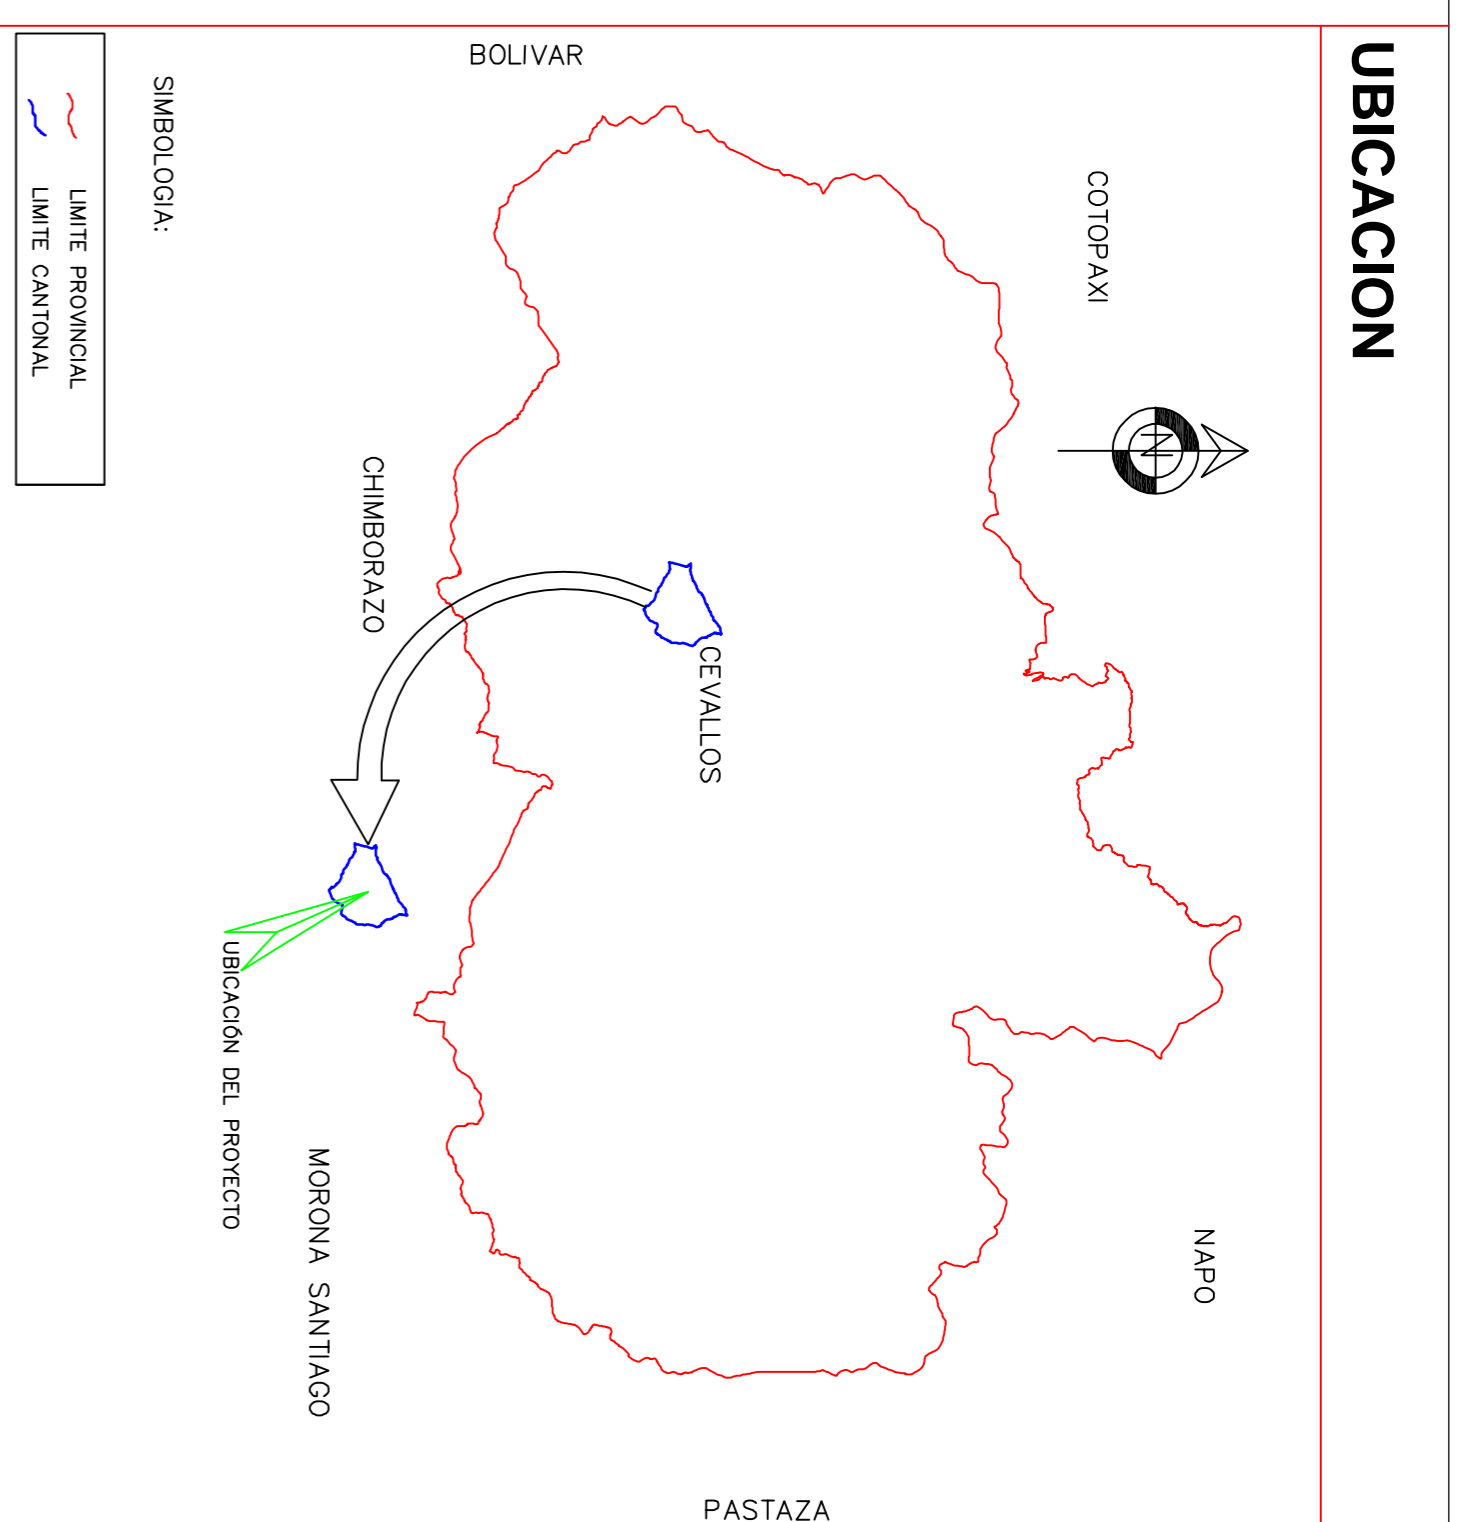 UBICACION
COTOPAXI
N
NAPO
BOLIVAR
CEVALLOS
PASTAZA
CHIMBORAZO
MORONA SANTIAGO
UBICACIÓN DEL PROYECTO
SIMBOLOGIA:
LIMITE PROVINCIAL
LIMITE CANTONAL